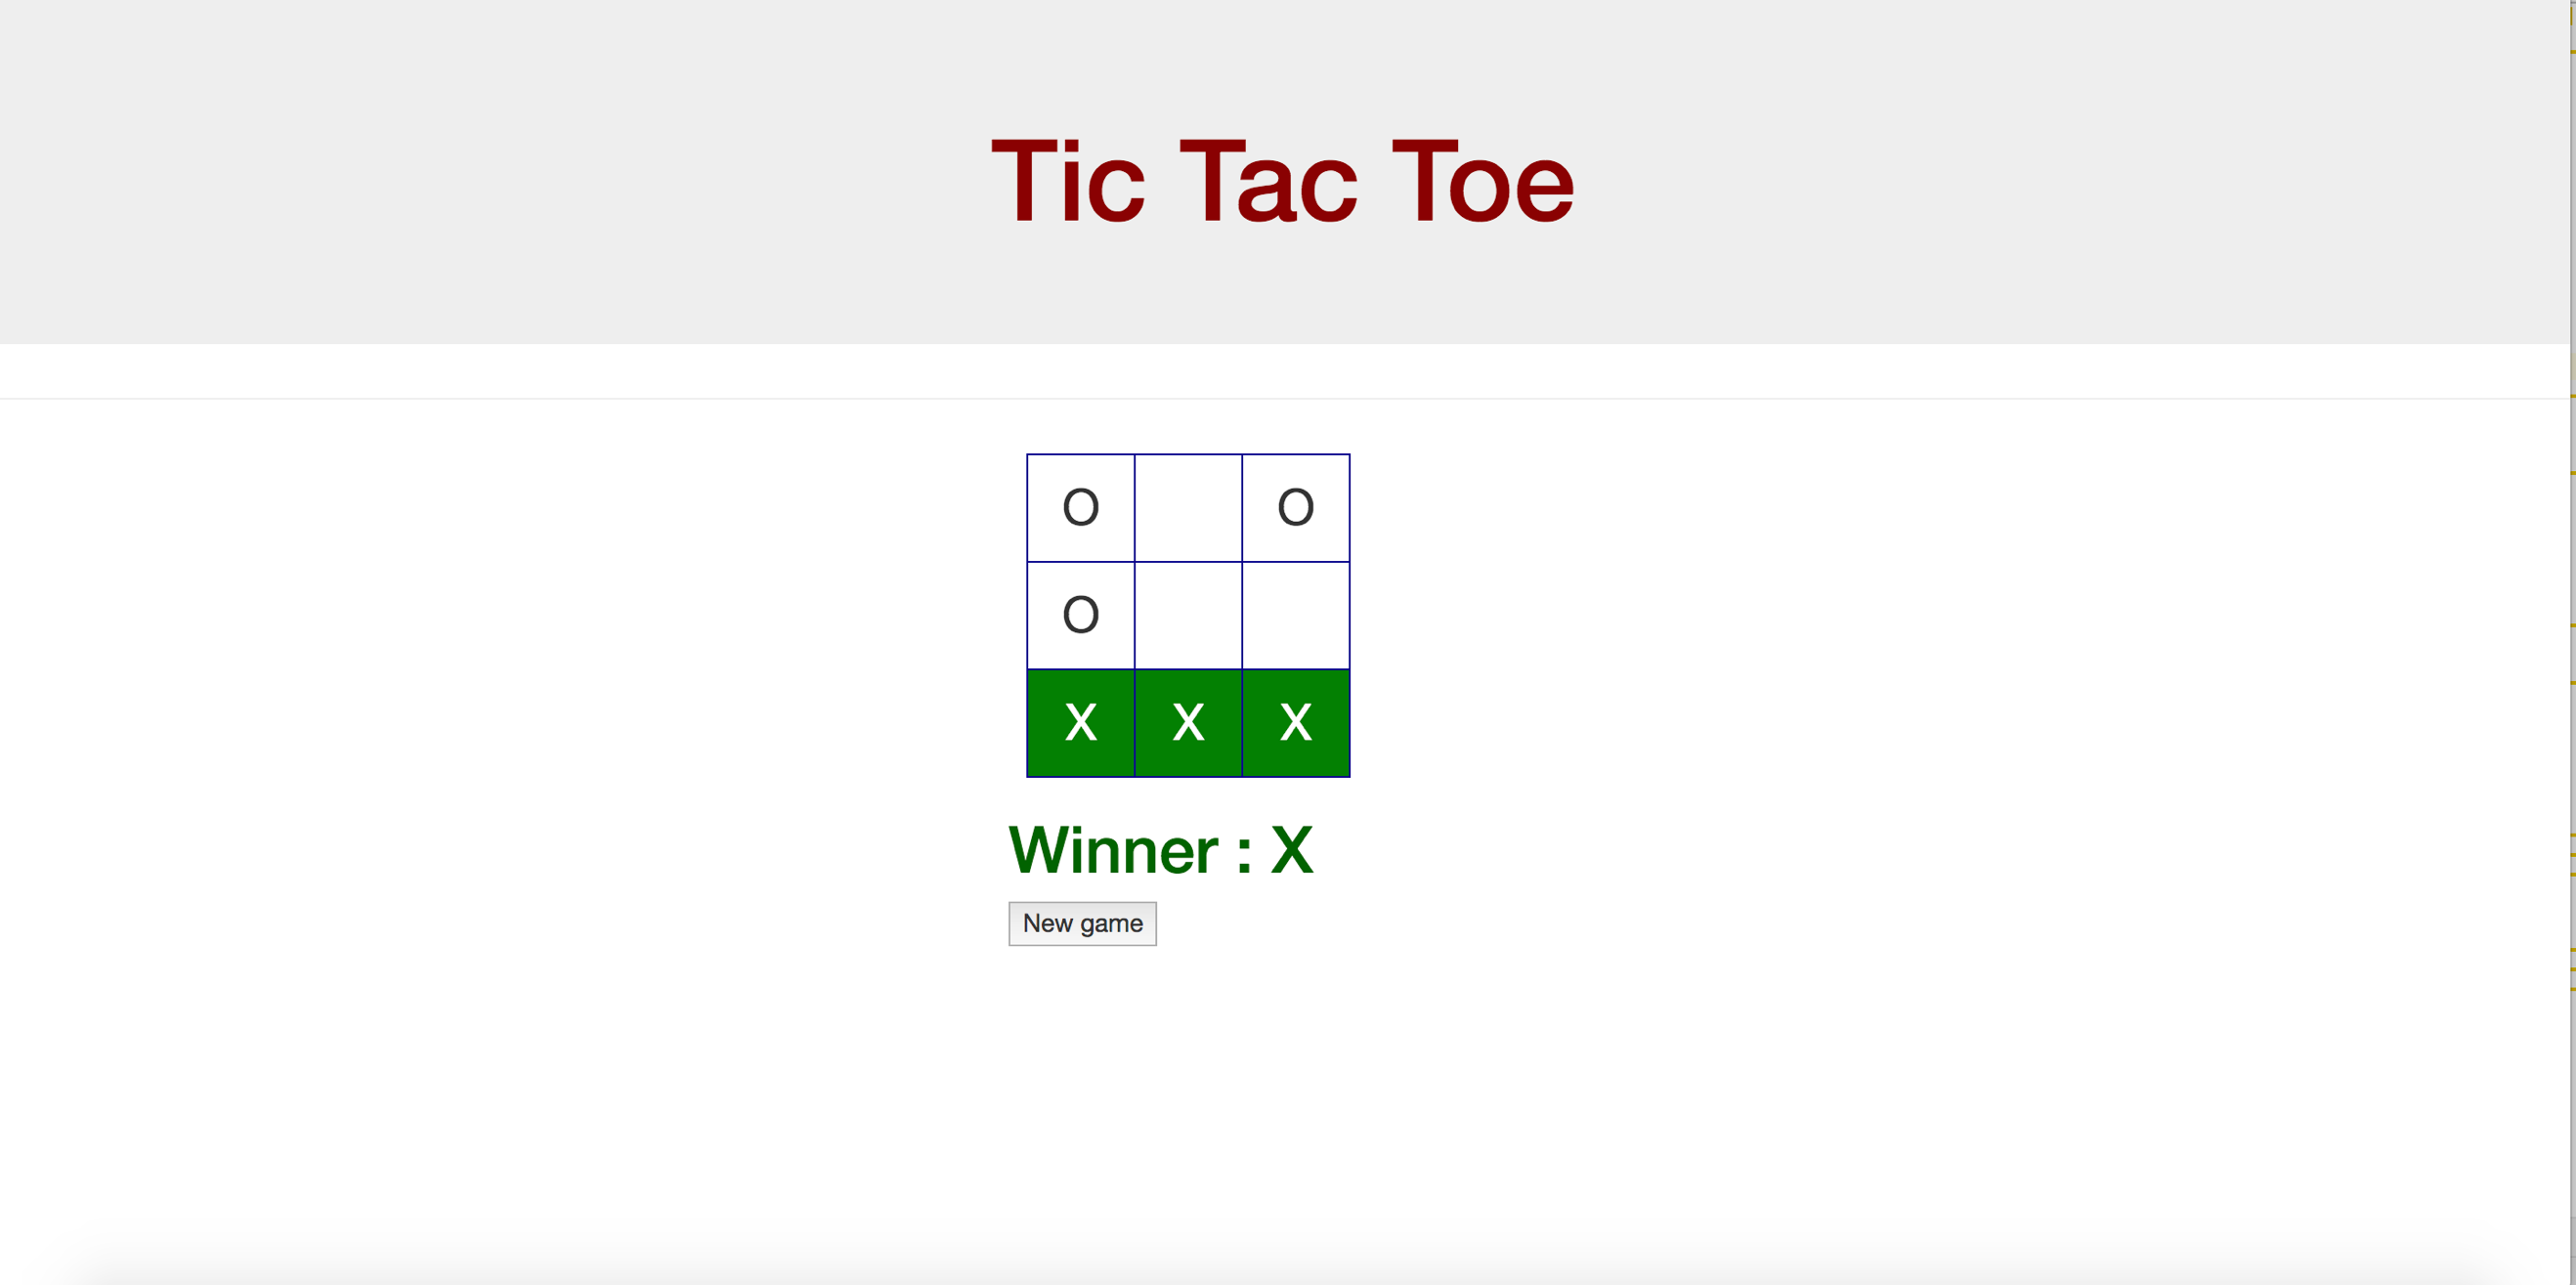 Tic Tac Toe
O O
O
X X X
Winner : X
New game